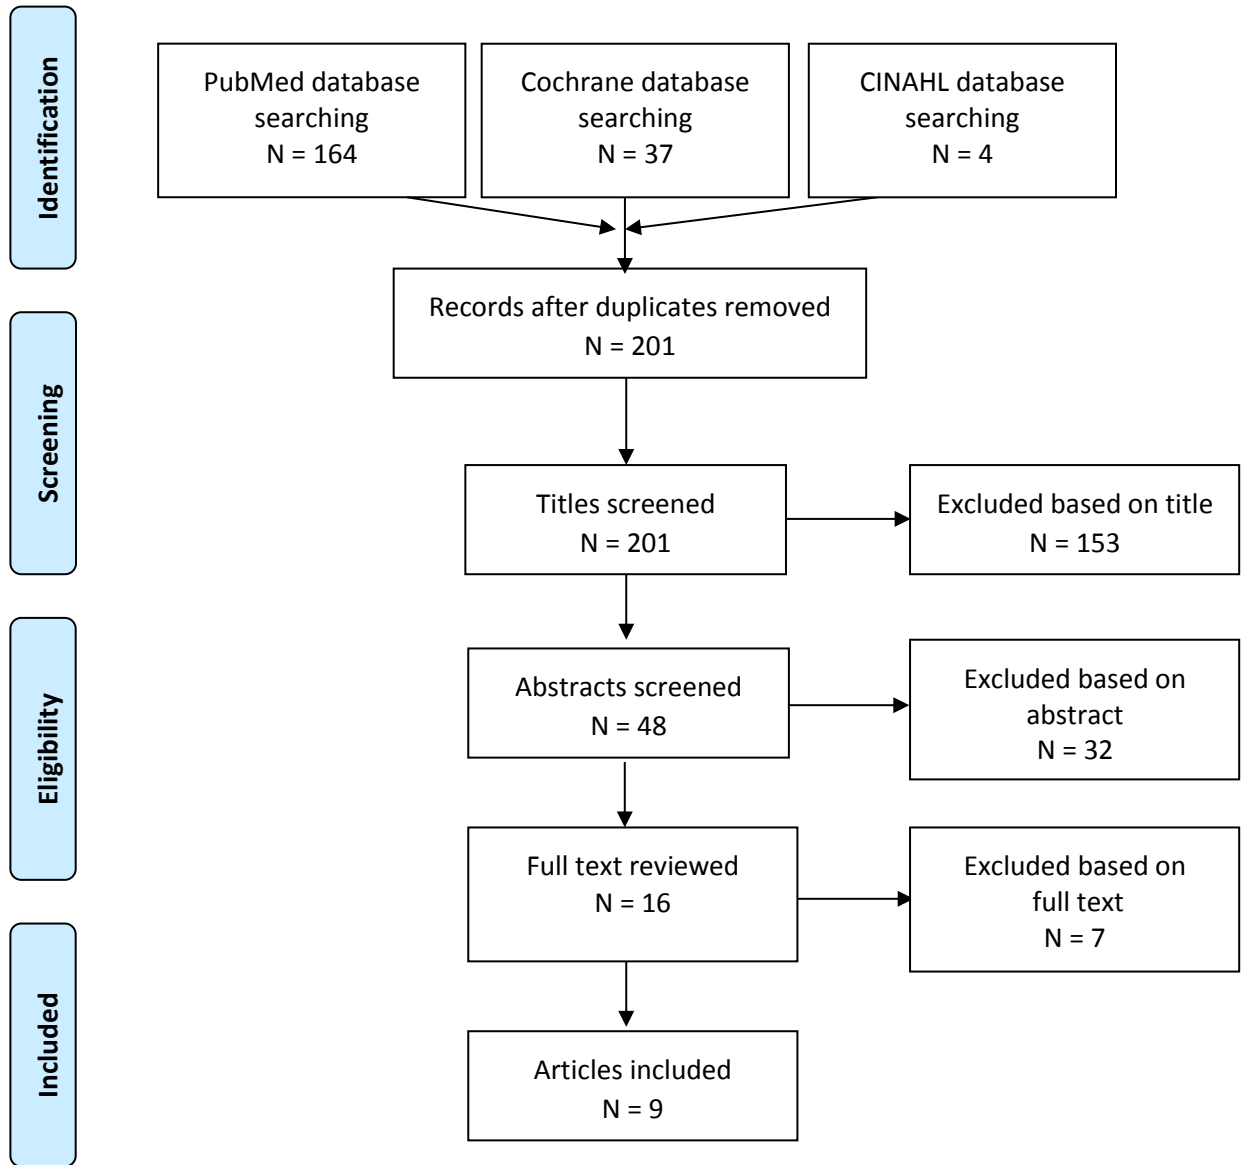 Identification
PubMed database
searching
N = 164
Cochrane database
searching
N = 37
CINAHL database
searching
N = 4
Records after duplicates removed
N = 201
Screening
Titles screened
N = 201
Excluded based on title
N = 153
Eligibility
Abstracts screened
N = 48
Excluded based on
abstract
N = 32
Full text reviewed
N = 16
Excluded based on
full text
N = 7
Included
Articles included
N = 9